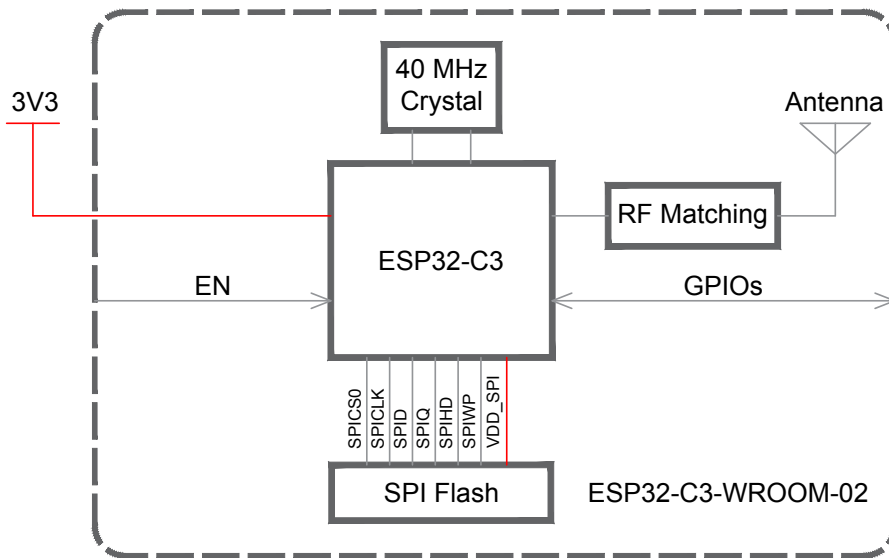 40 MHz
Crystal
3V3
Antenna
RF Matching
ESP32-C3
EN
GPIOs
SPICS0
SPICLK
SPID
SPIQ
SPIHD
SPIWP
VDD_SPI
SPI Flash
ESP32-C3-WROOM-02